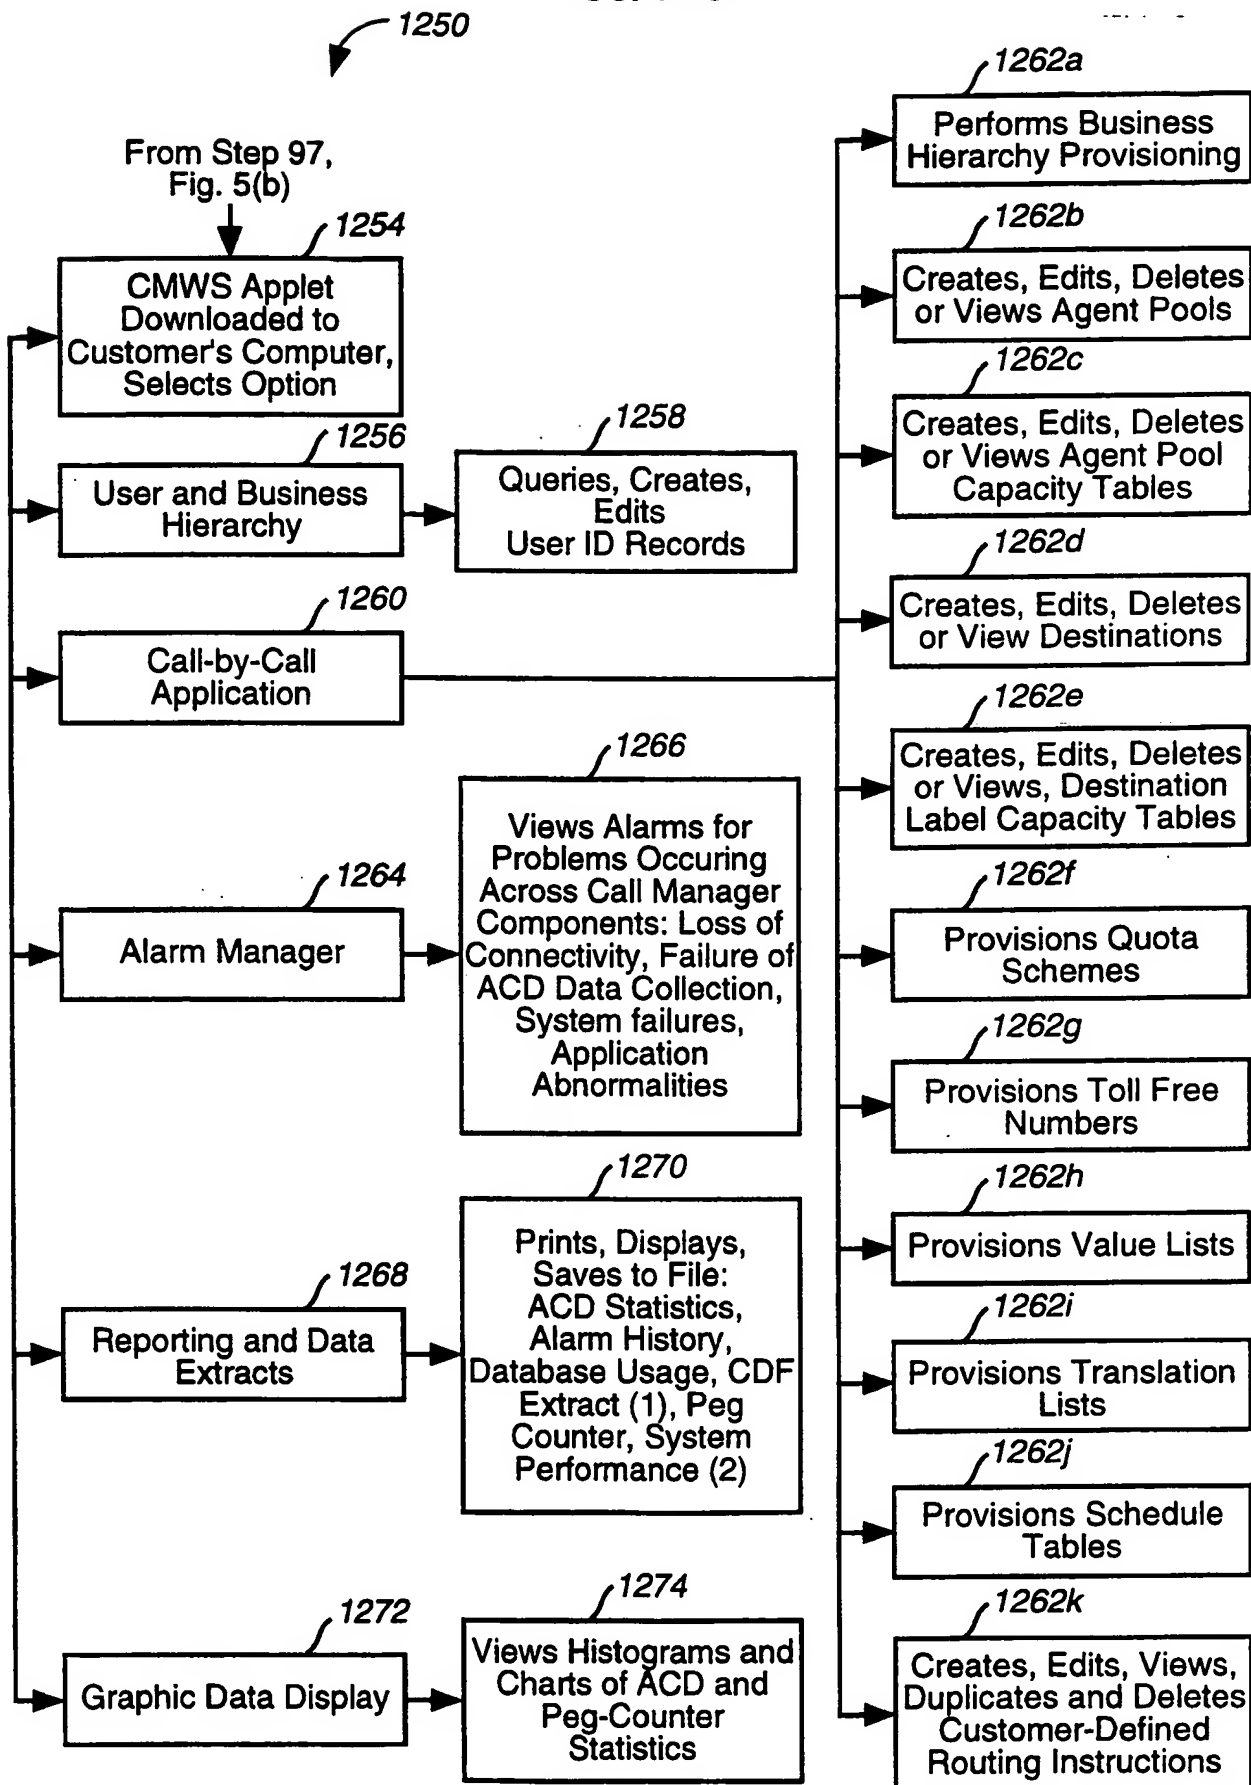 1250
From Step 97,
Fig. 5(b)
1254
CMWS Applet
Downloaded to
Customer's Computer,
Selects Option
1256
User and Business
Hierarchy
1258
Queries, Creates,
Edits
User ID Records
1260
Call-by-Call
Application
1264
Alarm Manager
1266
Views Alarms for
Problems Occuring
Across Call Manager
Components: Loss of
Connectivity, Failure of
ACD Data Collection,
System failures,
Application
Abnormalities
1268
Reporting and Data
Extracts
1270
Prints, Displays,
Saves to File:
ACD Statistics,
Alarm History,
Database Usage, CDF
Extract (1), Peg
Counter, System
Performance (2)
1272
Graphic Data Display
1274
Views Histograms and
Charts of ACD and
Peg-Counter
Statistics
1262a
Performs Business
Hierarchy Provisioning
1262b
Creates, Edits, Deletes
or Views Agent Pools
1262c
Creates, Edits, Deletes
or Views Agent Pool
Capacity Tables
1262d
Creates, Edits, Deletes
or View Destinations
1262e
Creates, Edits, Deletes
or Views, Destination
Label Capacity Tables
1262f
Provisions Quota
Schemes
1262g
Provisions Toll Free
Numbers
1262h
Provisions Value Lists
1262i
Provisions Translation
Lists
1262j
Provisions Schedule
Tables
1262k
Creates, Edits, Views,
Duplicates and Deletes
Customer-Defined
Routing Instructions